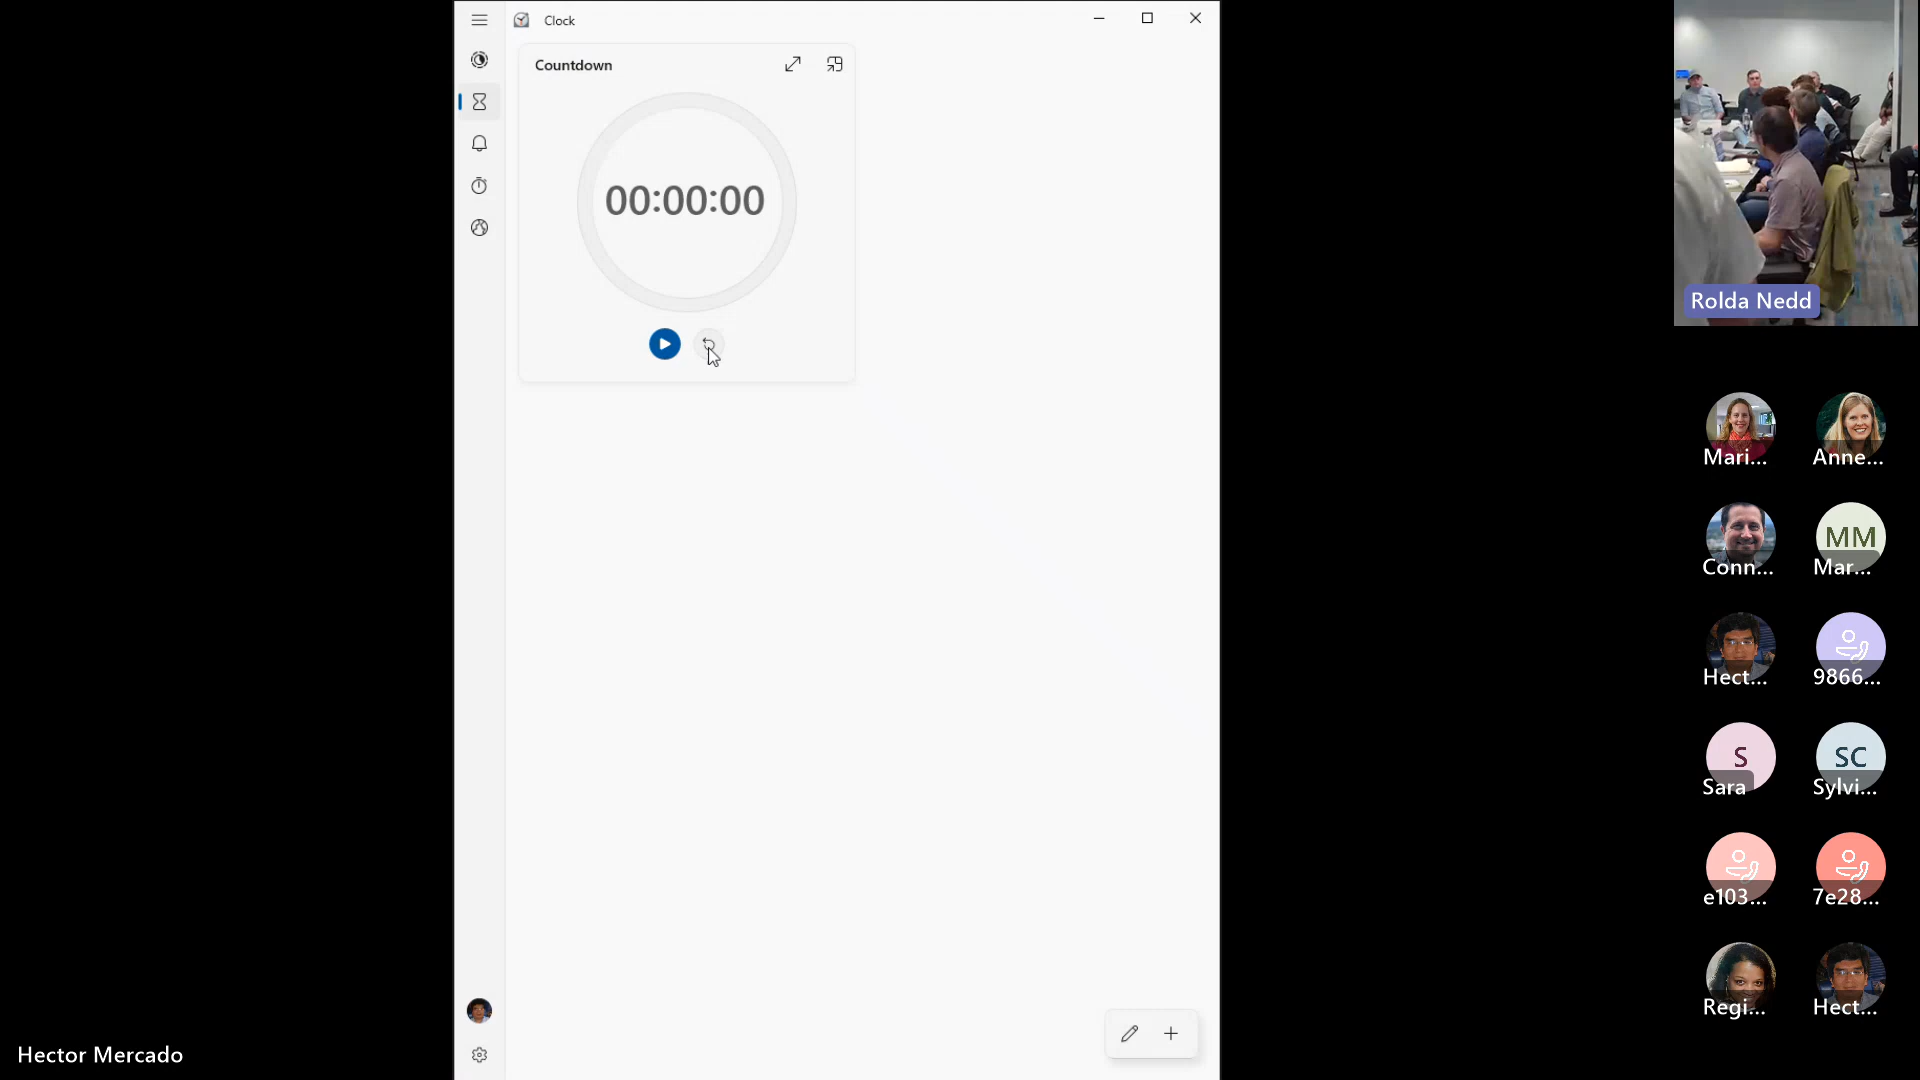 Clock
Countdown
00:00:00
Rolda Nedd
Mari...
Anne...
Conn...
MM
Mar...
Hect...
9866...
S
Sara
SC
Sylvi...
e103...
7e28...
Regi...
Hect...
Hector Mercado